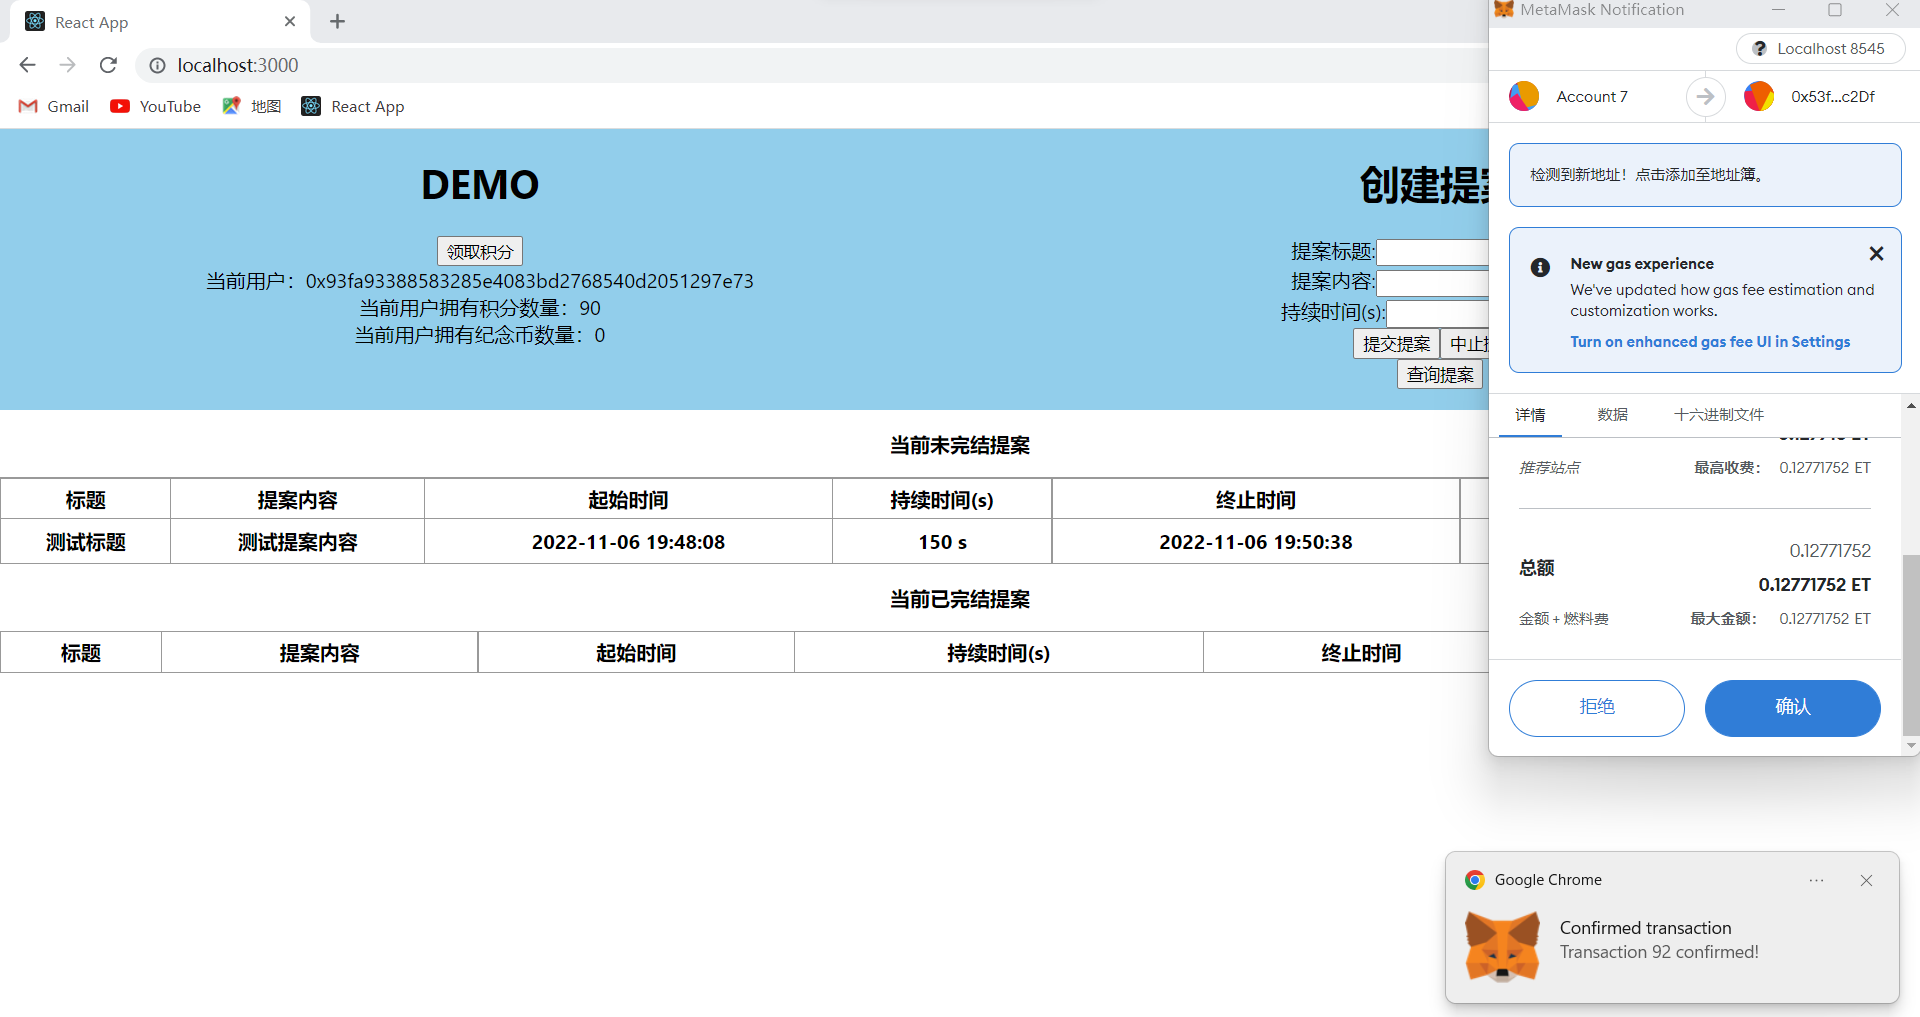 React App
MetaMask Notification
localhost:3000
Localhost 8545
Gmail
YouTube
地图
React App
Account 7
0x53f...c2Df
DEMO
领取积分
当前用户：0x93fa93388583285e4083bd2768540d2051297e73
当前用户拥有积分数量：90
当前用户拥有纪念币数量：0
创建提案
提案标题:
提案内容:
持续时间(s):
提交提案
中止
查询提案
检测到新地址！点击添加至地址簿。
New gas experience
We've updated how gas fee estimation and
customization works.
Turn on enhanced gas fee UI in Settings
详情 数据 十六进制文件
推荐站点 最高收费： 0.12771752 ET
0.12771752
总额
0.12771752 ET
金额 + 燃料费 最大金额： 0.12771752 ET
拒绝 确认
当前未完结提案
标题 提案内容 起始时间 持续时间(s) 终止时间
测试标题 测试提案内容 2022-11-06 19:48:08 150 s 2022-11-06 19:50:38
当前已完结提案
标题 提案内容 起始时间 持续时间(s) 终止时间
Google Chrome
Confirmed transaction
Transaction 92 confirmed!